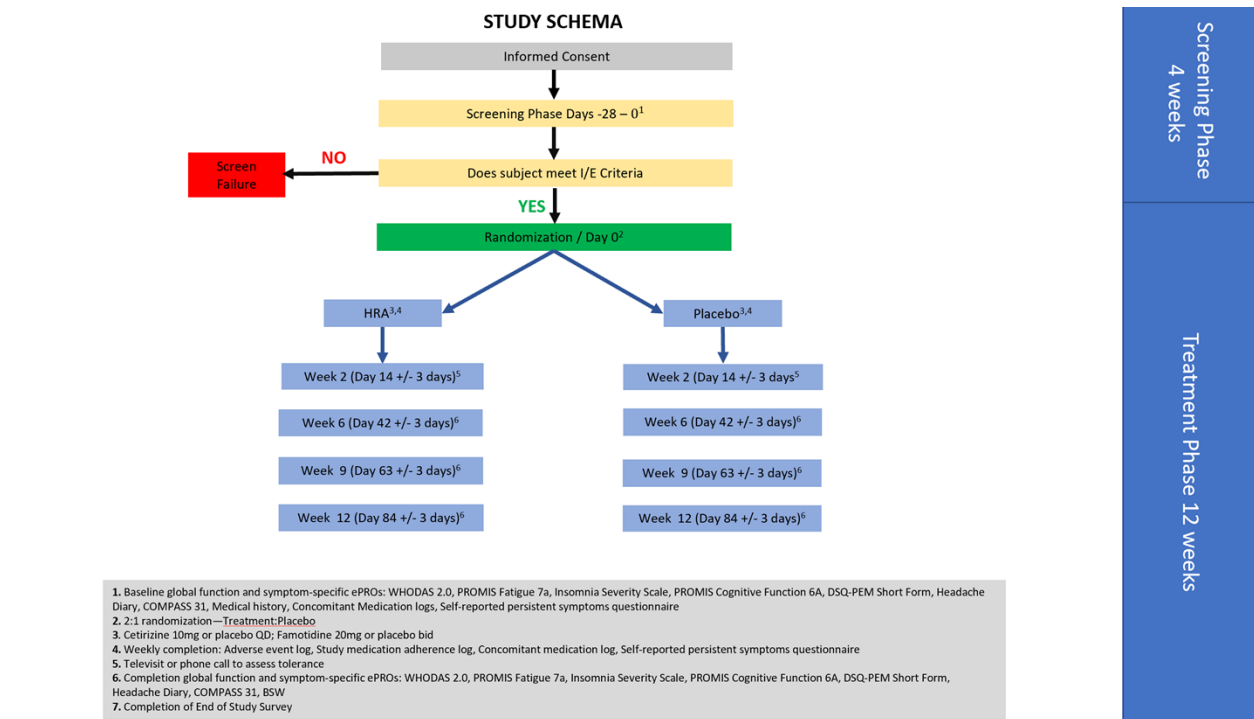 STUDY SCHEMA
Informed Consent
Screening Phase Days -28 – 0¹
Does subject meet I/E Criteria
NO
Screen
Failure
YES
Randomization / Day 0²
HRA³,⁴
Placebo³,⁴
Week 2 (Day 14 +/- 3 days)⁵
Week 2 (Day 14 +/- 3 days⁵
Week 6 (Day 42 +/- 3 days)⁶
Week 6 (Day 42 +/- 3 days)⁶
Week  9 (Day 63 +/- 3 days)⁶
Week  9 (Day 63 +/- 3 days)⁶
Week  12 (Day 84 +/- 3 days)⁶
Week  12 (Day 84 +/- 3 days)⁶
Screening Phase
4 weeks
Treatment Phase 12 weeks
1. Baseline global function and symptom-specific ePROs: WHODAS 2.0, PROMIS Fatigue 7a, Insomnia Severity Scale, PROMIS Cognitive Function 6A, DSQ-PEM Short Form, Headache
Diary, COMPASS 31, Medical history, Concomitant Medication logs, Self-reported persistent symptoms questionnaire
2. 2:1 randomization—Treatment:Placebo
3. Cetirizine 10mg or placebo QD; Famotidine 20mg or placebo bid
4. Weekly completion: Adverse event log, Study medication adherence log, Concomitant medication log, Self-reported persistent symptoms questionnaire
5. Televisit or phone call to assess tolerance
6. Completion global function and symptom-specific ePROs: WHODAS 2.0, PROMIS Fatigue 7a, Insomnia Severity Scale, PROMIS Cognitive Function 6A, DSQ-PEM Short Form,
Headache Diary, COMPASS 31, BSW
7. Completion of End of Study Survey